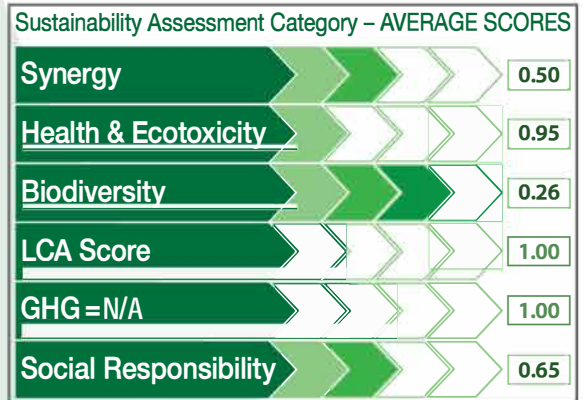 Sustainability Assessment Category – AVERAGE SCORES
Synergy 0.50
Health & Ecotoxicity 0.95
Biodiversity 0.26
LCA Score 1.00
GHG = N/A 1.00
Social Responsibility 0.65